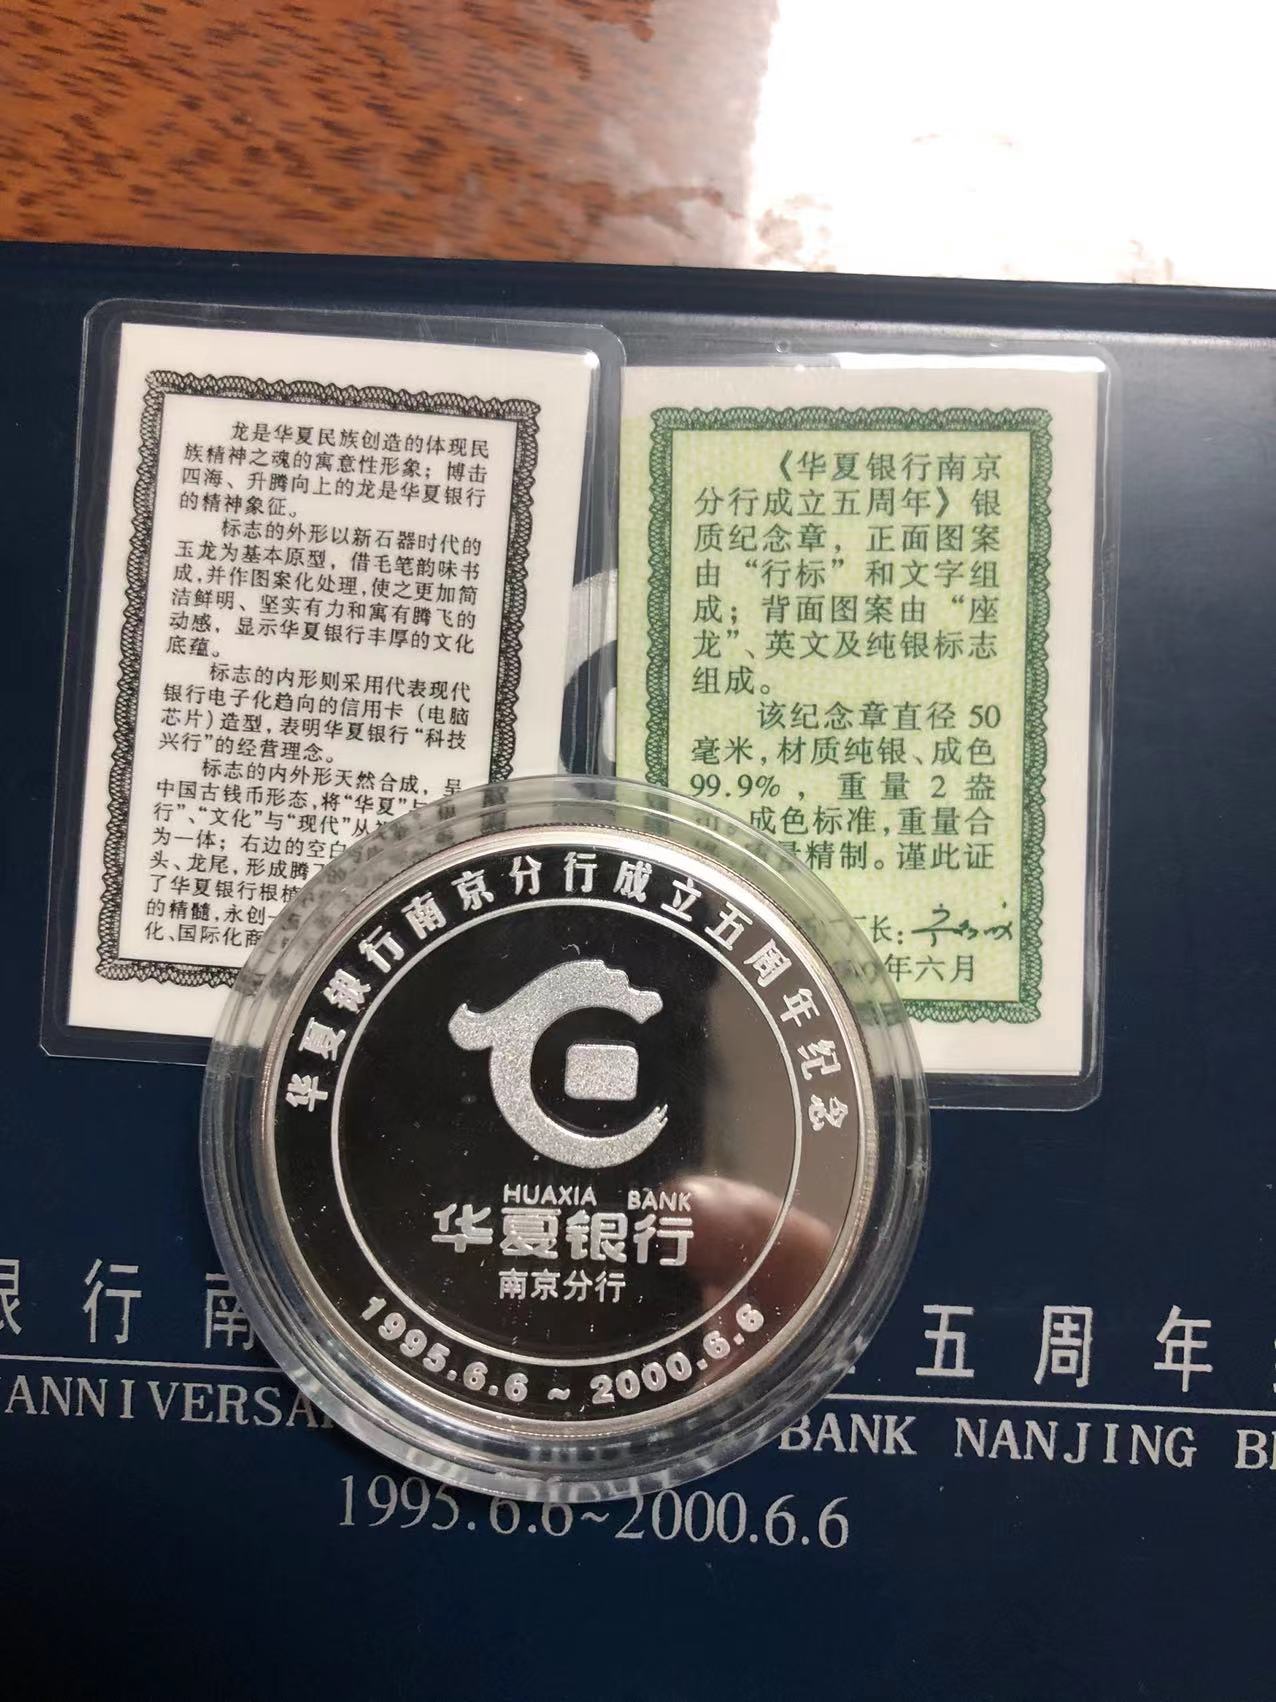 龙是华夏民族创造的体现民
族精神之魂的寓意性形象；博击
四海、升腾向上的龙是华夏银行
的精神象征。
标志的外形以新石器时代的
玉龙为基本原型，借毛笔韵味书
成，并作图案化处理，使之更加简
洁鲜明、坚实有力和寓有腾飞的
动感，显示华夏银行丰厚的文化
底蕴。
标志的内形则采用代表现代
银行电子化趋向的信用卡（电脑
芯片）造型，表明华夏银行“科技
兴行”的经营理念。
标志的内外形天然合成，呈
中国古钱币形态，将“华夏”与
行”、“文化”与“现代”从
为一体；右边的空白
头、龙尾，形成腾
了华夏银行根植
的精髓，永创一
化、国际化商
《华夏银行南京
分行成立五周年》银
质纪念章，正面图案
由“行标”和文字组
成；背面图案由“座
龙”、英文及纯银标志
组成。
该纪念章直径50
毫米，材质纯银、成色
99.9%，重量2盎
成色标准，重量合
量精制。谨此证
长：
年六月
华夏银行南京分行成立五周年纪念
HUAXIA BANK
华夏银行
南京分行
1995.6.6~2000.6.6
银行南
五周年
ANNIVERSA
BANK NANJING B
1995.6.6~2000.6.6